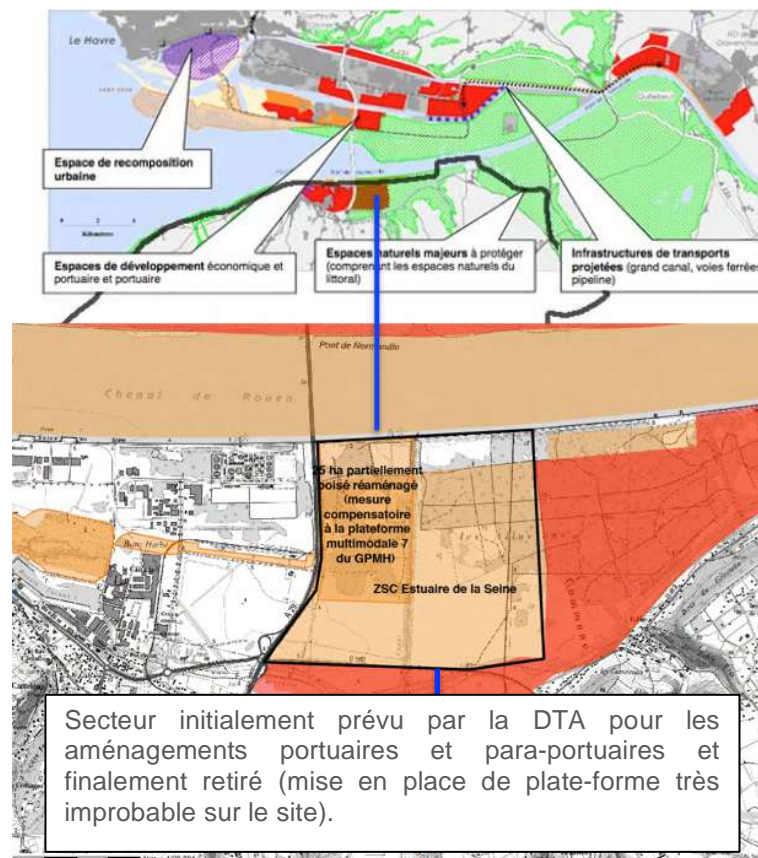 Le Havre
Espace de recomposition
urbaine
Espaces de développement économique et
portuaire et portuaire
Espaces naturels majeurs à protéger
(comprenant les espaces naturels du
littoral)
Infrastructures de transports
projetées (grand canal, voies ferrées
pipeline)
Pont de Normandie
Chenal de Rouen
25 ha partiellement
boisé réaménagé
(mesure
compensatoire
à la plateforme
multimodale 7
du GPMH)
ZSC Estuaire de la Seine
Commune
Secteur initialement prévu par la DTA pour les
aménagements portuaires et para-portuaires et
finalement retiré (mise en place de plate-forme très
improbable sur le site).